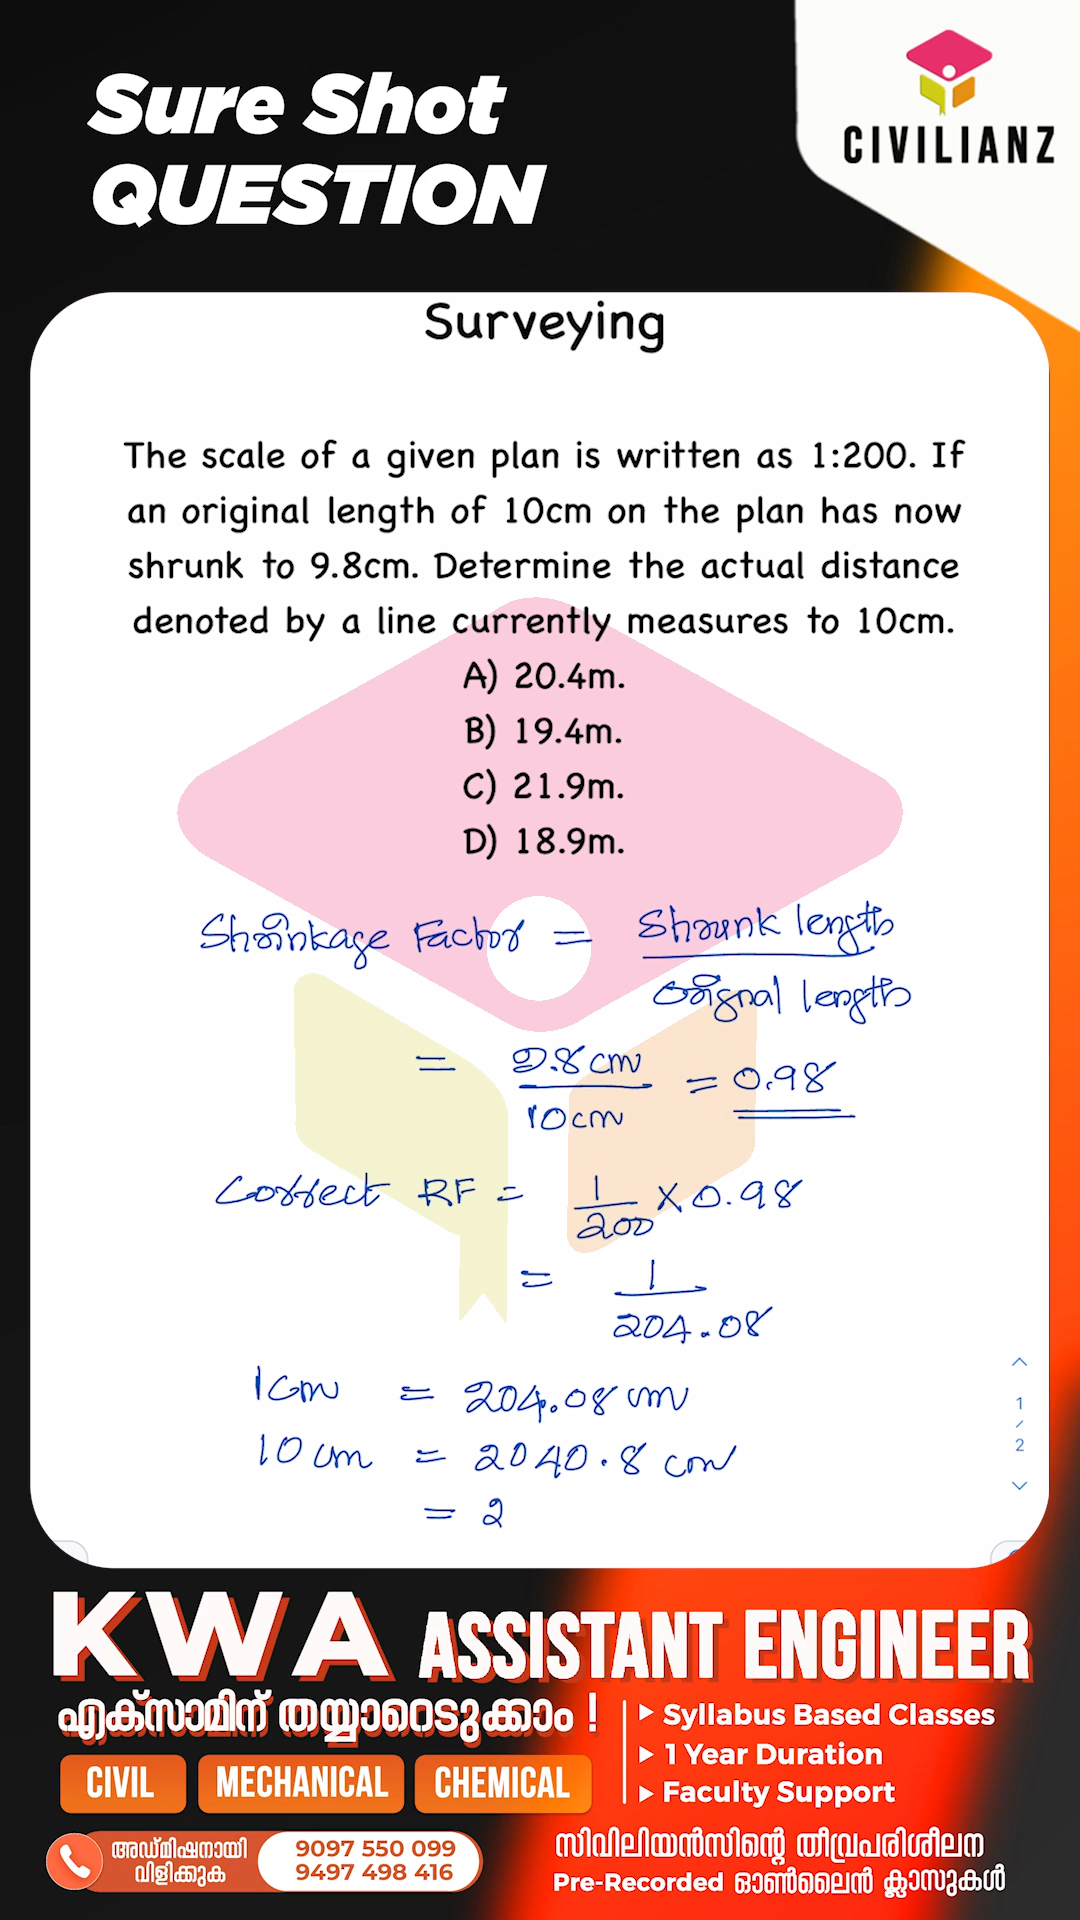 Sure Shot
QUESTION
CIVILIANZ
Surveying
The scale of a given plan is written as 1:200. If
an original length of 10cm on the plan has now
shrunk to 9.8cm. Determine the actual distance
denoted by a line currently measures to 10cm.
A) 20.4m.
B) 19.4m.
C) 21.9m.
D) 18.9m.
Shrinkage Factor = Shrunk length
Orignal length
= 9.8cm
10cm
= 0.98
Correct RF = 1
200 × 0.98
= 1
204.08
1cm = 204.08 cm
10 cm = 2040.8 cm
= 2
1
/
2
KWA ASSISTANT ENGINEER
എക്സാമിന് തയ്യാറെടുക്കാം !
Syllabus Based Classes
1 Year Duration
Faculty Support
CIVIL MECHANICAL CHEMICAL
അഡ്മിഷനായി
വിളിക്കുക
9097 550 099
9497 498 416
സിവിലിയൻസിന്റെ തീവ്രപരിശീലന
Pre-Recorded ഓൺലൈൻ ക്ലാസുകൾ